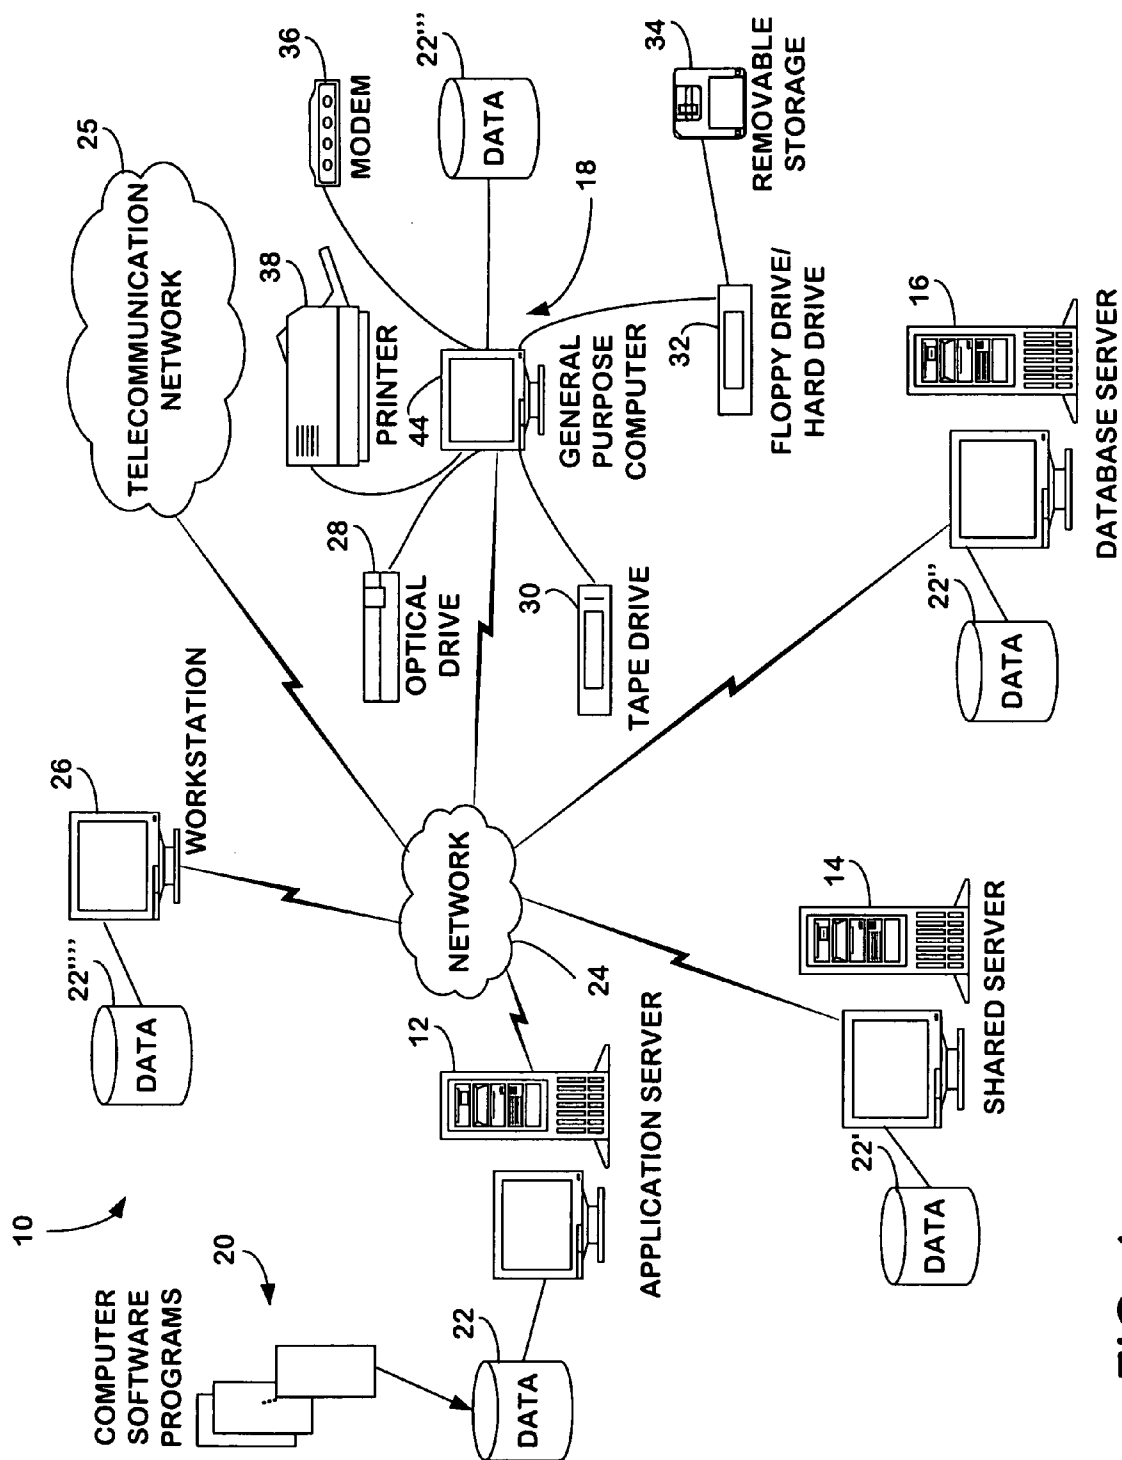 10
COMPUTER
SOFTWARE
PROGRAMS
20
22
DATA
22''''
DATA
26
WORKSTATION
12
APPLICATION SERVER
NETWORK
24
TELECOMMUNICATION
NETWORK
25
28
OPTICAL
DRIVE
38
PRINTER
44
36
MODEM
22'''
DATA
GENERAL
PURPOSE
COMPUTER
18
30
TAPE DRIVE
32
FLOPPY DRIVE/
HARD DRIVE
34
REMOVABLE
STORAGE
22'
DATA
14
SHARED SERVER
22''
DATA
16
DATABASE SERVER